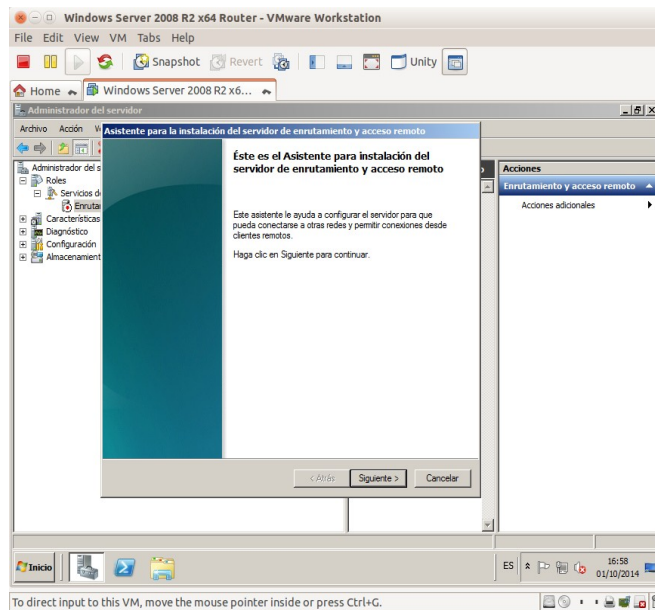 Windows Server 2008 R2 x64 Router - VMware Workstation
File Edit View VM Tabs Help
Snapshot Revert Unity
Home Windows Server 2008 R2 x6...
Administrador del servidor
Archivo Acción
Asistente para la instalación del servidor de enrutamiento y acceso remoto
Administrador del s
Roles
Servicios d
Enruta
Características
Diagnóstico
Configuración
Almacenamient
Éste es el Asistente para instalación del
servidor de enrutamiento y acceso remoto
Este asistente le ayuda a configurar el servidor para que
pueda conectarse a otras redes y permitir conexiones desde
clientes remotos.
Haga clic en Siguiente para continuar.
< Atrás Siguiente > Cancelar
Acciones
Enrutamiento y acceso remoto
Acciones adicionales
Inicio
ES
16:58
01/10/2014
To direct input to this VM, move the mouse pointer inside or press Ctrl+G.